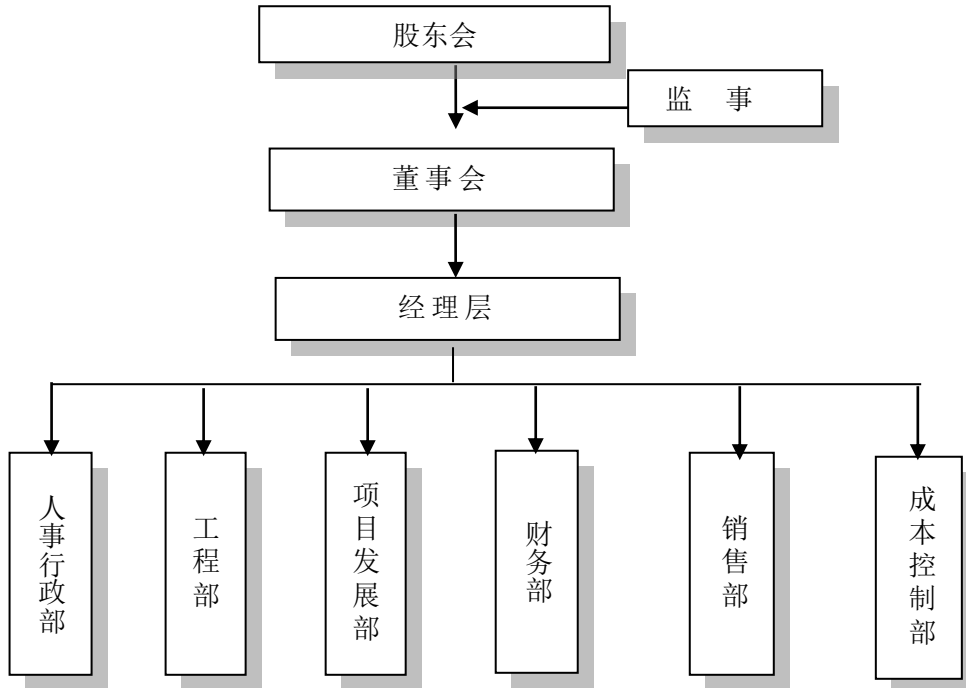 股东会
监 事
董事会
经理层
人事行政部
工程部
项目发展部
财务部
销售部
成本控制部